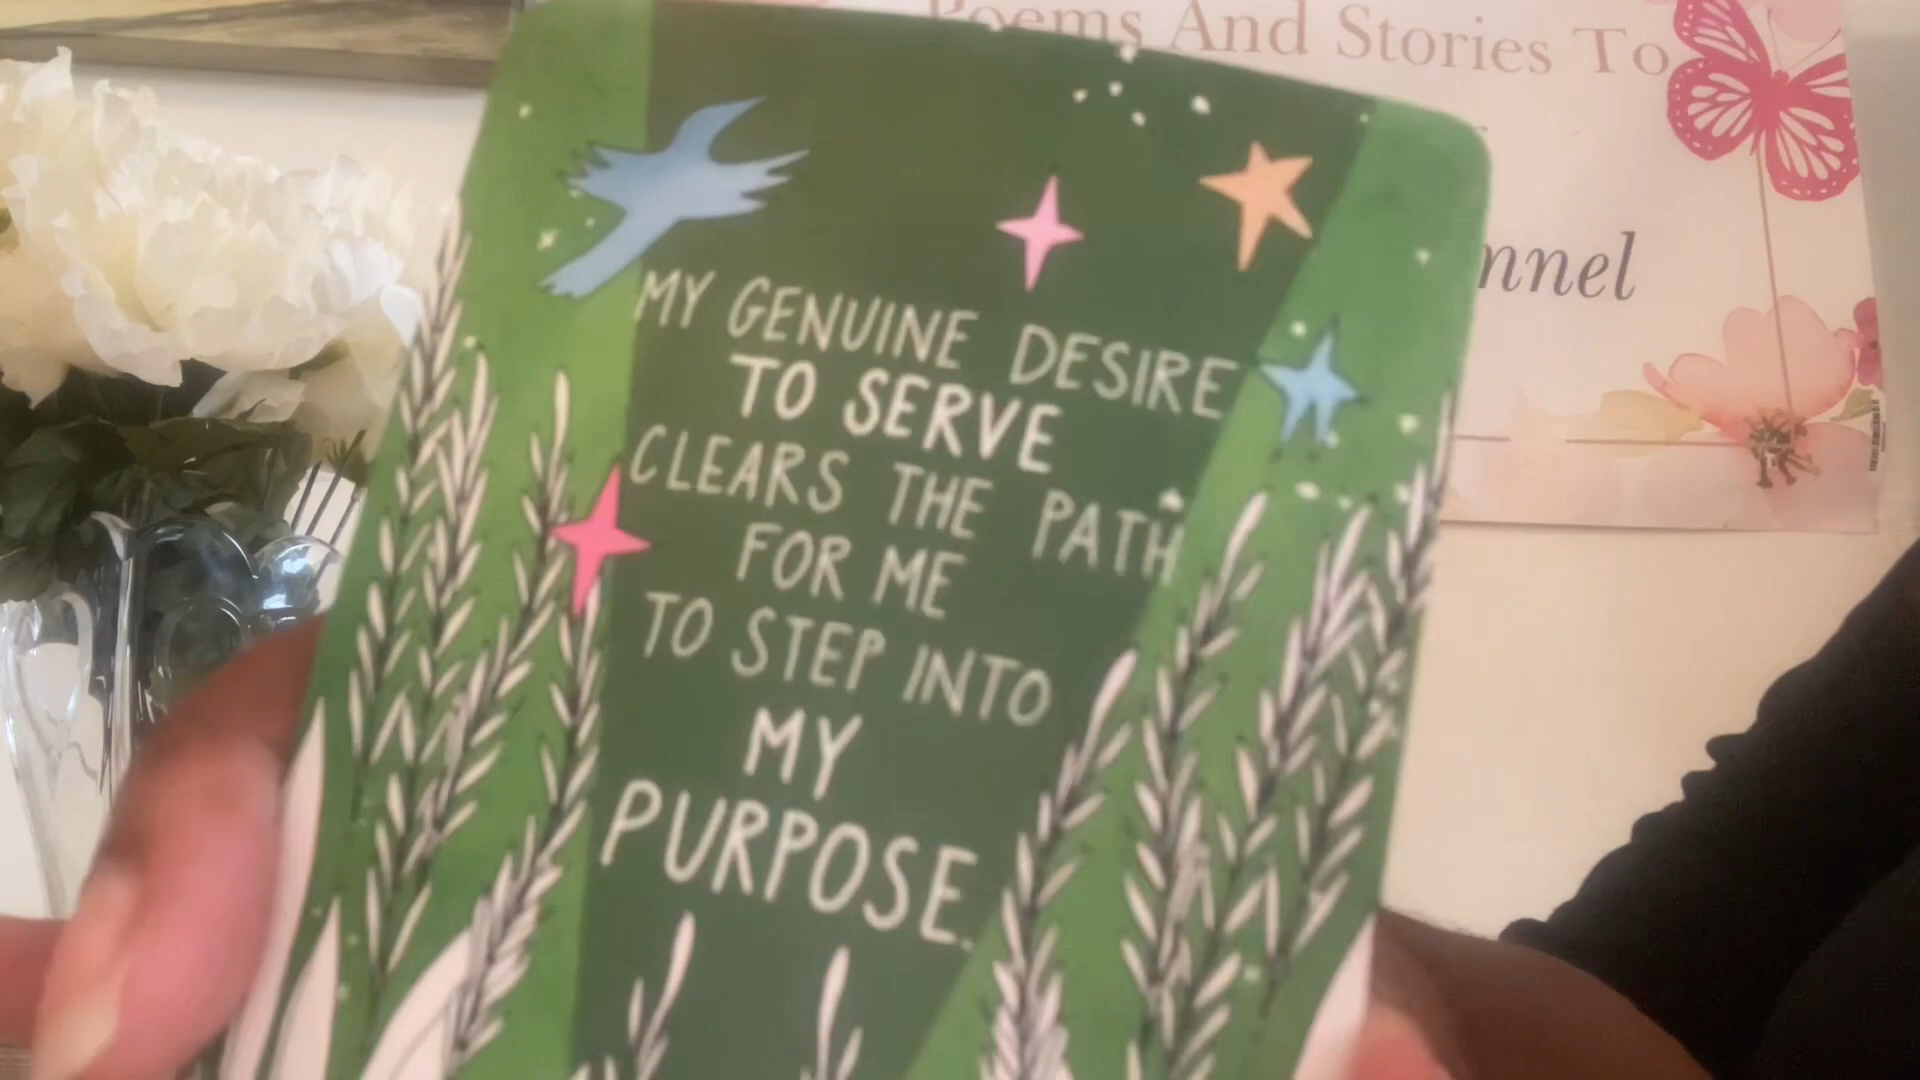 Poems And Stories To
nnel
MY GENUINE DESIRE
TO SERVE
CLEARS THE PATH
FOR ME
TO STEP INTO
MY
PURPOSE.